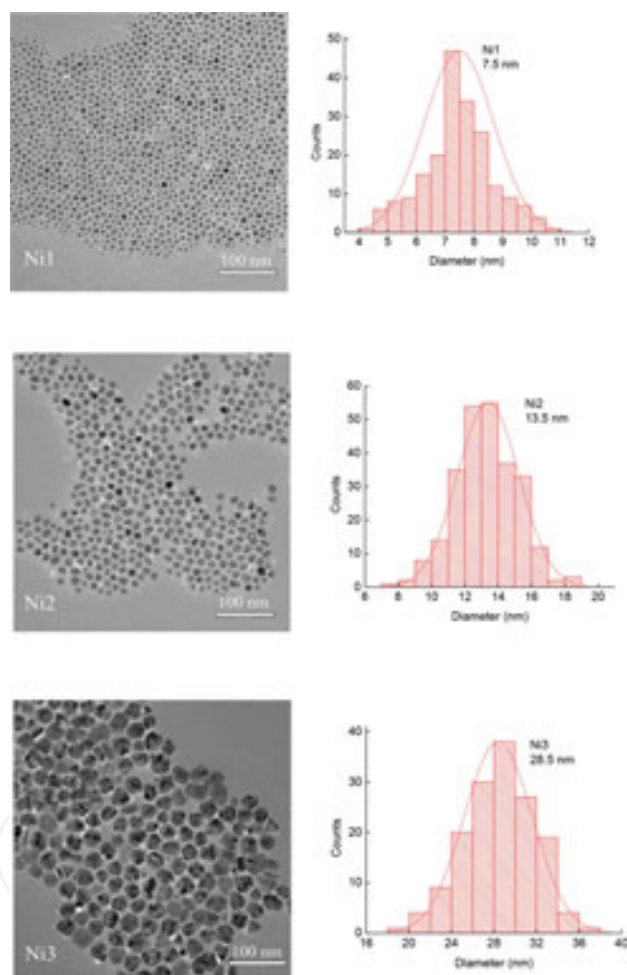 Ni1
100 nm
50
40
30
20
10
0
Counts
Ni1
7.5 nm
4 5 6 7 8 9 10 11 12
Diameter (nm)
Ni2
100 nm
60
50
40
30
20
10
0
Counts
Ni2
13.5 nm
6 8 10 12 14 16 18 20
Diameter (nm)
Ni3
100 nm
40
30
20
10
0
Counts
Ni3
28.5 nm
16 20 24 28 32 36 40
Diameter (nm)